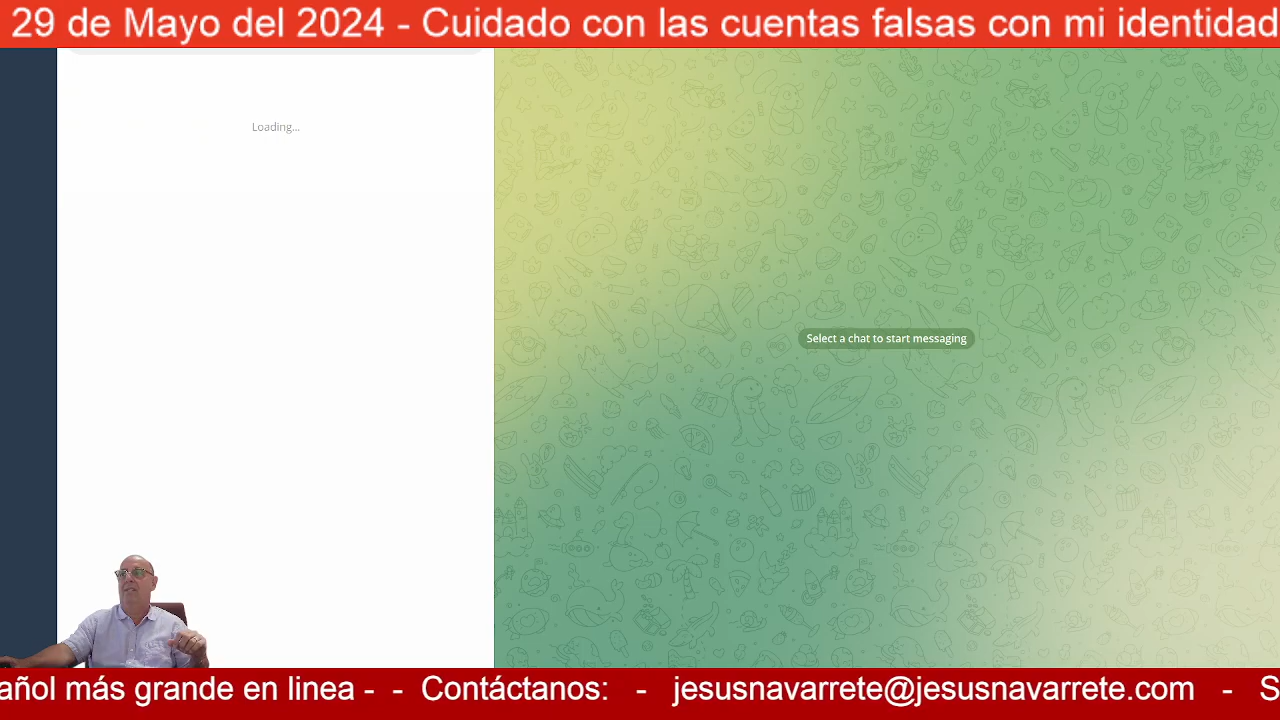 29 de Mayo del 2024 - Cuidado con las cuentas falsas con mi identidad
Loading...
Select a chat to start messaging
añol más grande en linea - - Contáctanos: - jesusnavarrete@jesusnavarrete.com - S